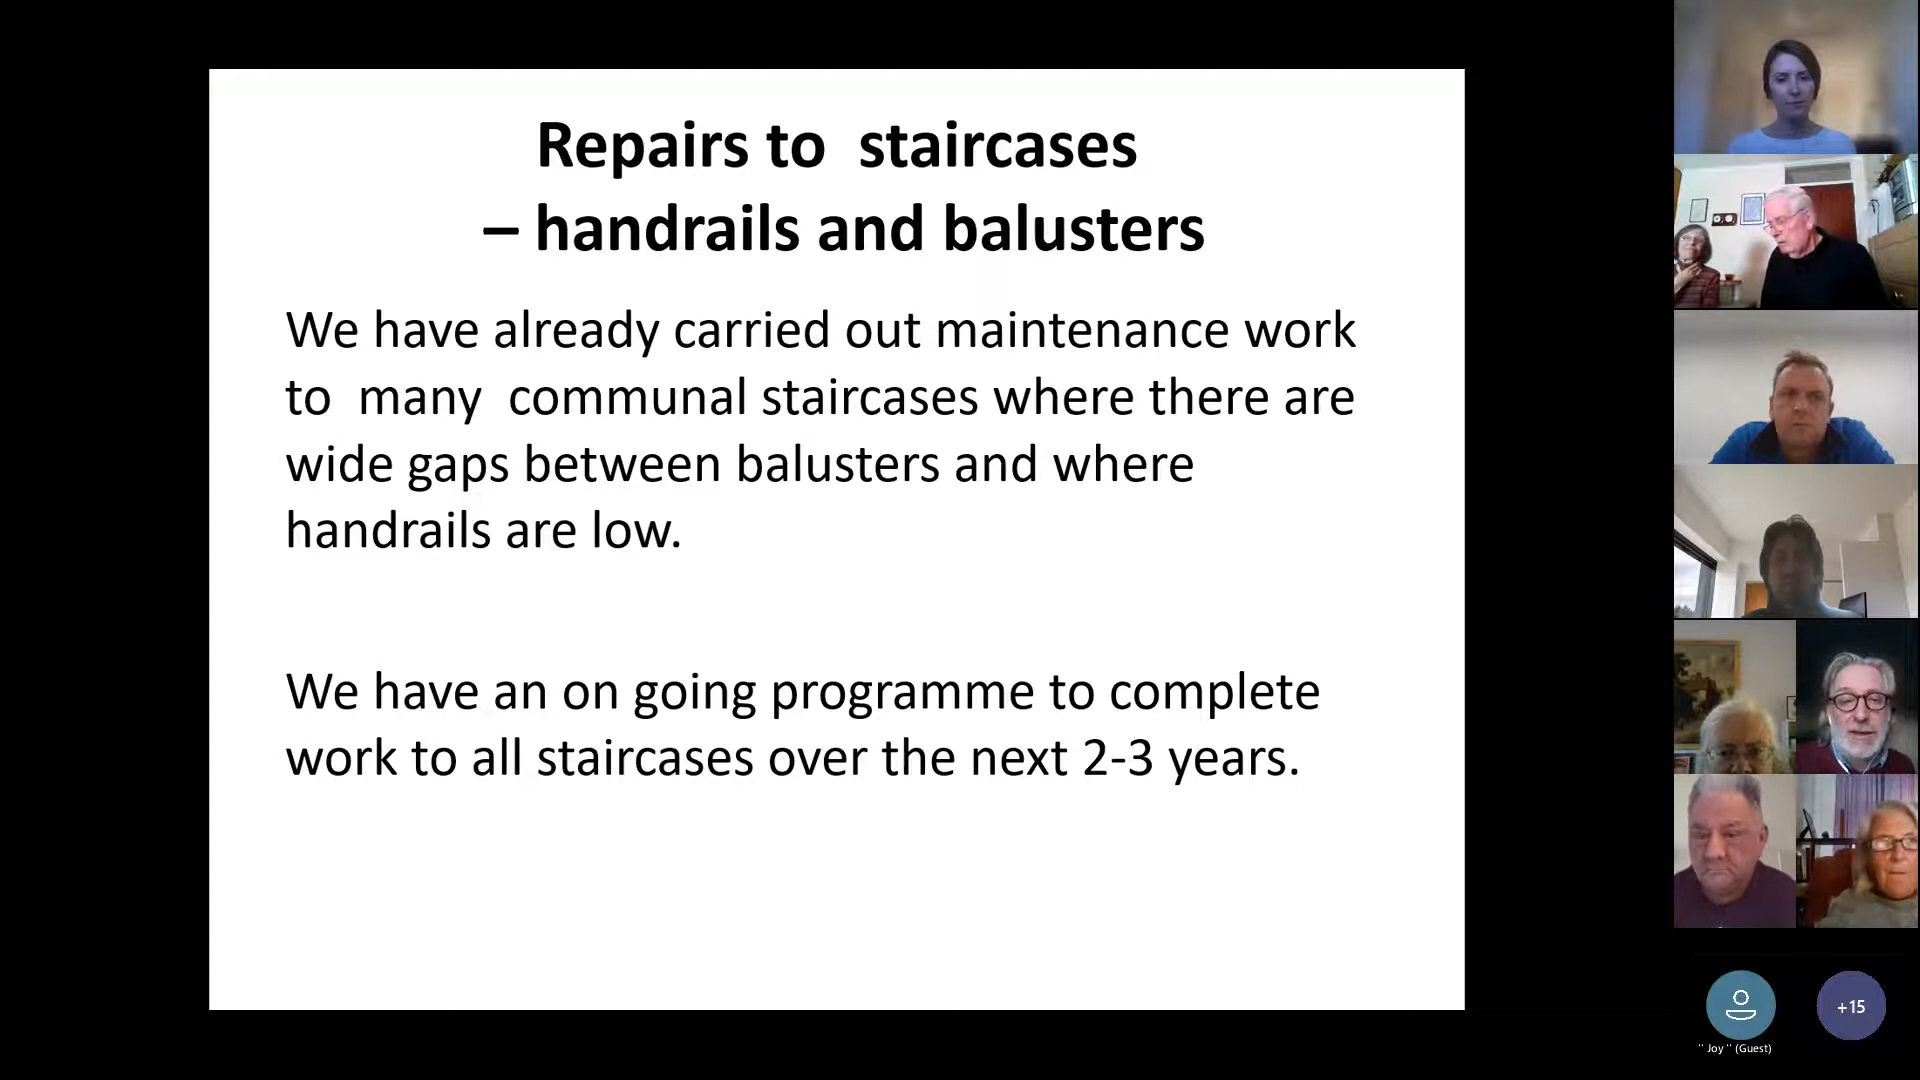 Repairs to  staircases
– handrails and balusters
We have already carried out maintenance work
to  many  communal staircases where there are
wide gaps between balusters and where
handrails are low.
We have an on going programme to complete
work to all staircases over the next 2-3 years.
+15
" Joy " (Guest)